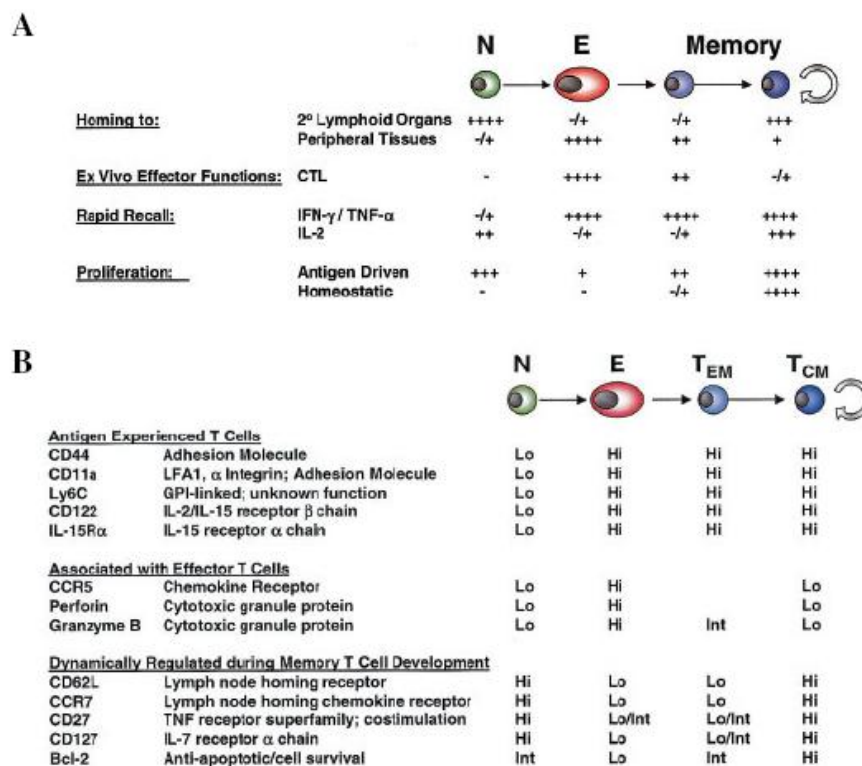 A
N E Memory
Homing to: 2º Lymphoid Organs ++++ -/+ -/+ +++
Peripheral Tissues -/+ ++++ ++ +
Ex Vivo Effector Functions: CTL - ++++ ++ -/+
Rapid Recall: IFN-γ / TNF-α -/+ ++++ ++++ ++++
IL-2 ++ -/+ -/+ +++
Proliferation: Antigen Driven +++ + ++ ++++
Homeostatic - - -/+ ++++
B
N E TEM TCM
Antigen Experienced T Cells
CD44 Adhesion Molecule Lo Hi Hi Hi
CD11a LFA1, α Integrin; Adhesion Molecule Lo Hi Hi Hi
Ly6C GPI-linked; unknown function Lo Hi Hi Hi
CD122 IL-2/IL-15 receptor β chain Lo Hi Hi Hi
IL-15Rα IL-15 receptor α chain Lo Hi Hi Hi
Associated with Effector T Cells
CCR5 Chemokine Receptor Lo Hi Lo
Perforin Cytotoxic granule protein Lo Hi Lo
Granzyme B Cytotoxic granule protein Lo Hi Int Lo
Dynamically Regulated during Memory T Cell Development
CD62L Lymph node homing receptor Hi Lo Lo Hi
CCR7 Lymph node homing chemokine receptor Hi Lo Lo Hi
CD27 TNF receptor superfamily; costimulation Hi Lo/Int Lo/Int Hi
CD127 IL-7 receptor α chain Hi Lo Lo/Int Hi
Bcl-2 Anti-apoptotic/cell survival Int Lo Int Hi